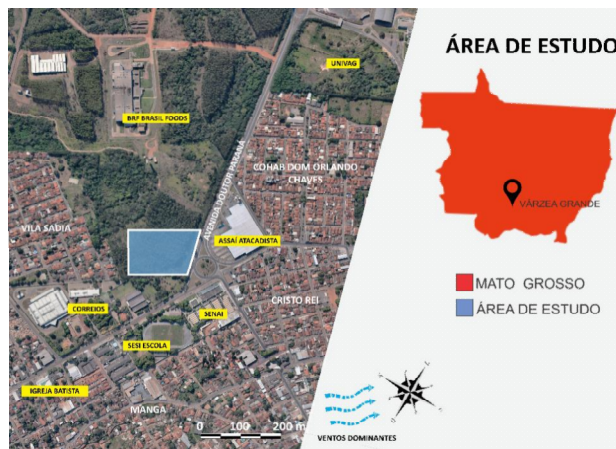 ÁREA DE ESTUDO
UNIVAG
BRF BRASIL FOODS
COHAB DOM ORLANDO
CHAVES
AVENIDA DOUTOR PARANÁ
VILA SADIA
ASSAÍ ATACADISTA
CRISTO REI
CORREIOS
SENAI
SESI ESCOLA
IGREJA BATISTA
MANGA
0 100 200 m
VÁRZEA GRANDE
MATO GROSSO
ÁREA DE ESTUDO
VENTOS DOMINANTES